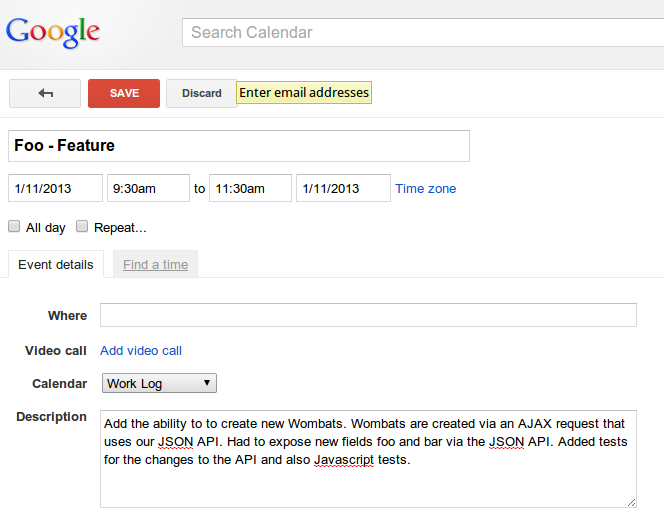 Google Search Calendar
SAVE Discard Enter email addresses
Foo - Feature
1/11/2013 9:30am to 11:30am 1/11/2013 Time zone
All day Repeat...
Event details Find a time
Where
Video call Add video call
Calendar Work Log
Description Add the ability to to create new Wombats. Wombats are created via an AJAX request that
uses our JSON API. Had to expose new fields foo and bar via the JSON API. Added tests
for the changes to the API and also Javascript tests.